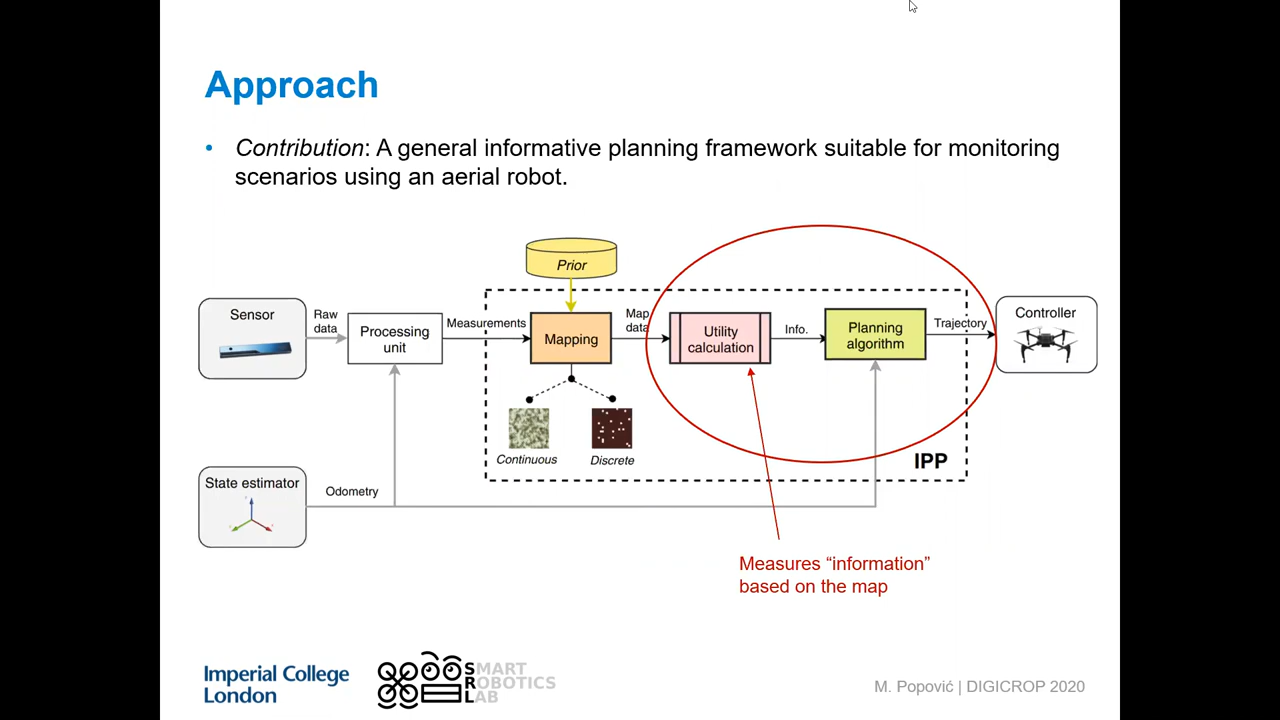 Approach
• Contribution: A general informative planning framework suitable for monitoring
scenarios using an aerial robot.
Prior
Sensor
Raw
data
Processing
unit
Measurements
Mapping
Map
data
Utility
calculation
Info.
Planning
algorithm
Trajectory
Controller
Continuous
Discrete
IPP
State estimator
Odometry
Measures “information”
based on the map
Imperial College
London
SMART
ROBOTICS
LAB
M. Popović | DIGICROP 2020